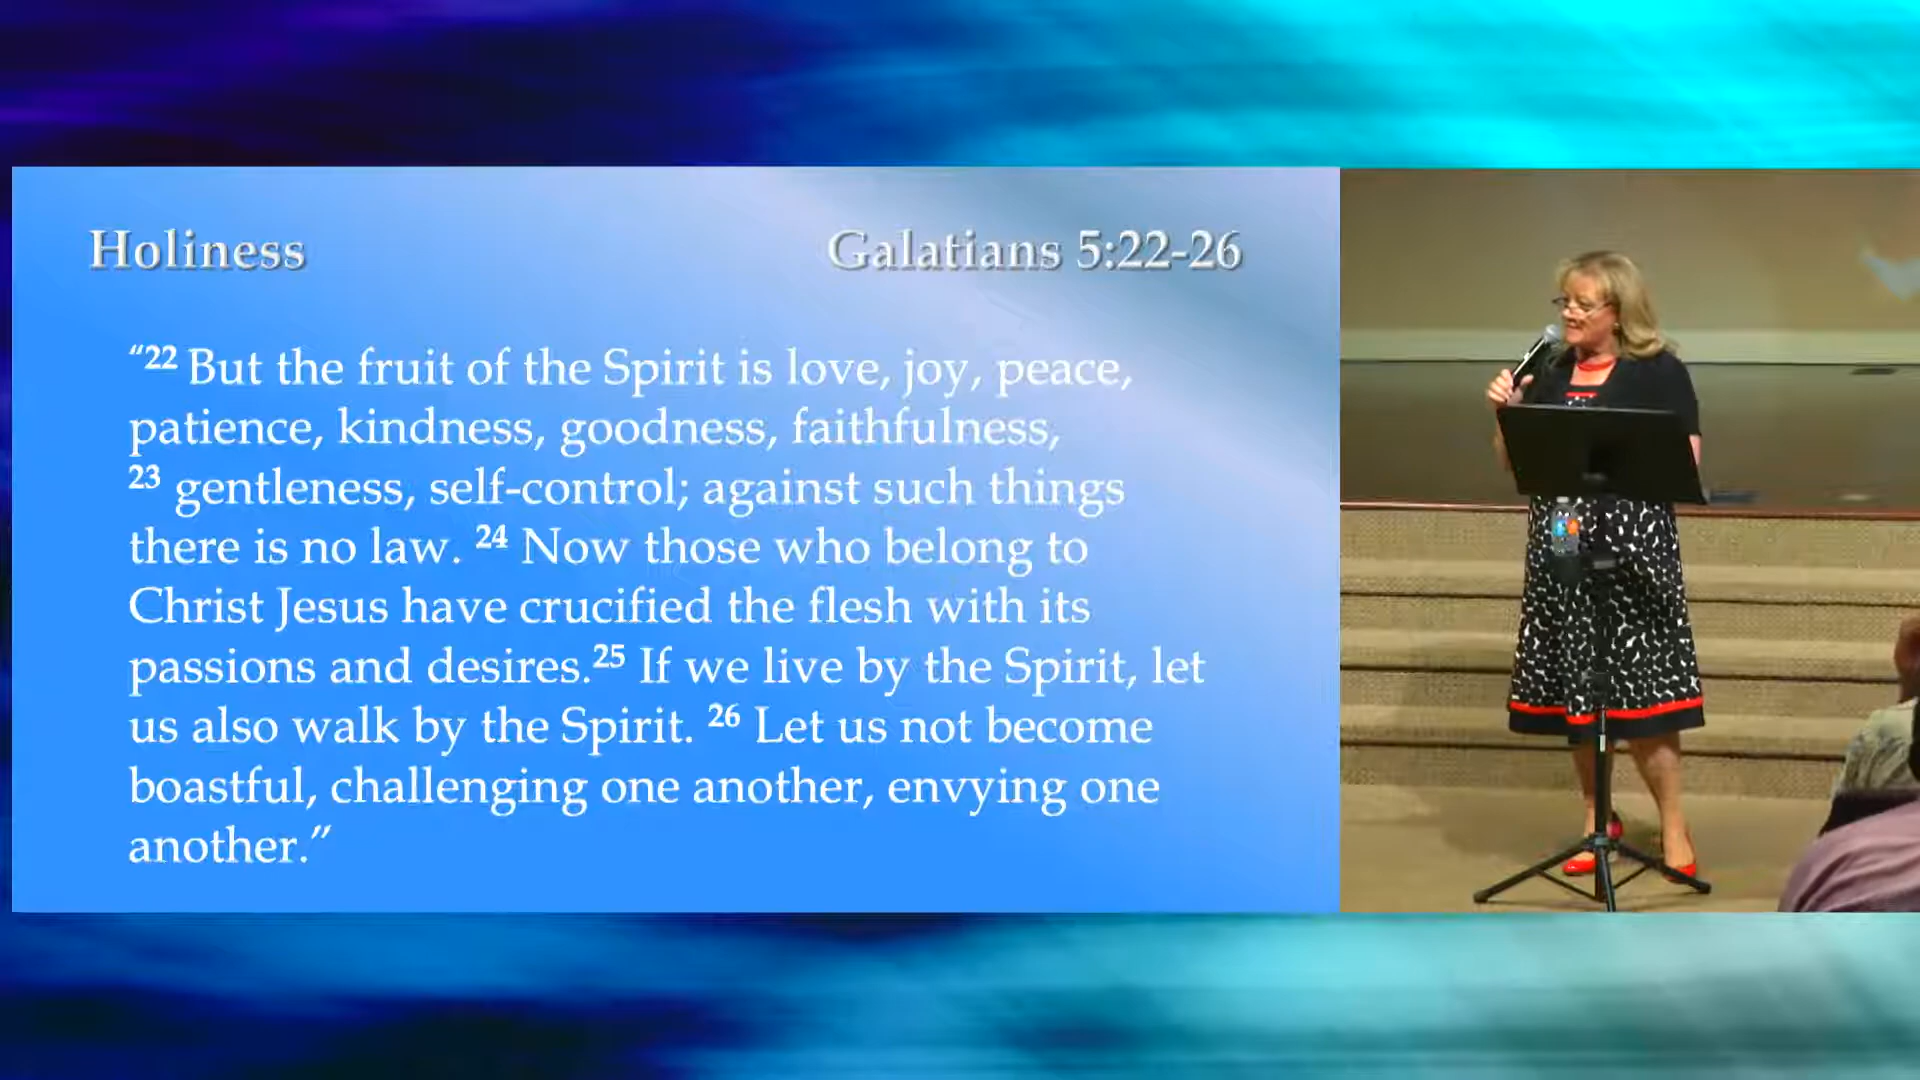 Holiness
Galatians 5:22-26
“22 But the fruit of the Spirit is love, joy, peace,
patience, kindness, goodness, faithfulness,
23 gentleness, self-control; against such things
there is no law. 24 Now those who belong to
Christ Jesus have crucified the flesh with its
passions and desires.25 If we live by the Spirit, let
us also walk by the Spirit. 26 Let us not become
boastful, challenging one another, envying one
another.”